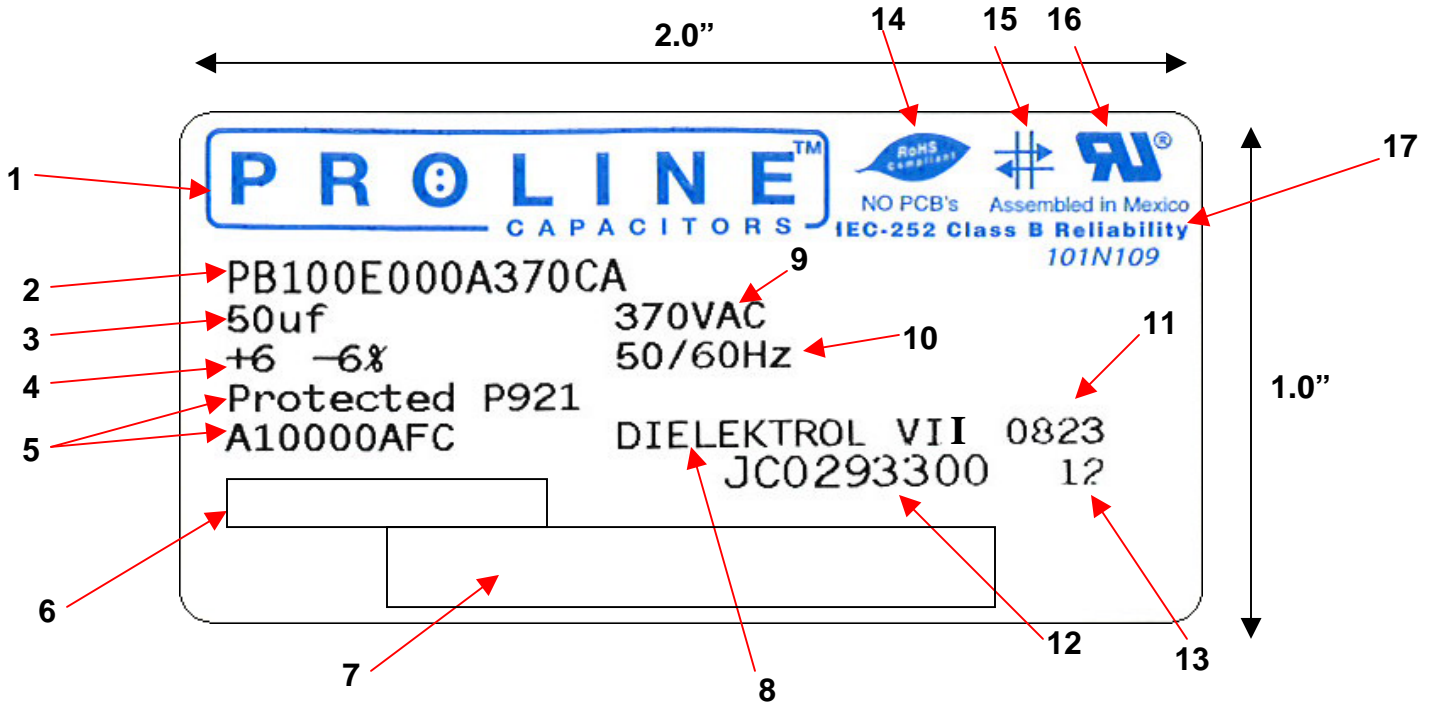 14 15 16
2.0”
17
1
PROLINE™
CAPACITORS
RoHS
Compliant
NO PCB's
Assembled in Mexico
IEC-252 Class B Reliability
101N109
2
PB100E000A370CA
9
3
50uf
370VAC
10
4
+6 -6%
50/60Hz
11
5
Protected P921
1.0”
A10000AFC
DIELEKTROL VII 0823
JC0293300 12
6
7
8
12
13
RU®